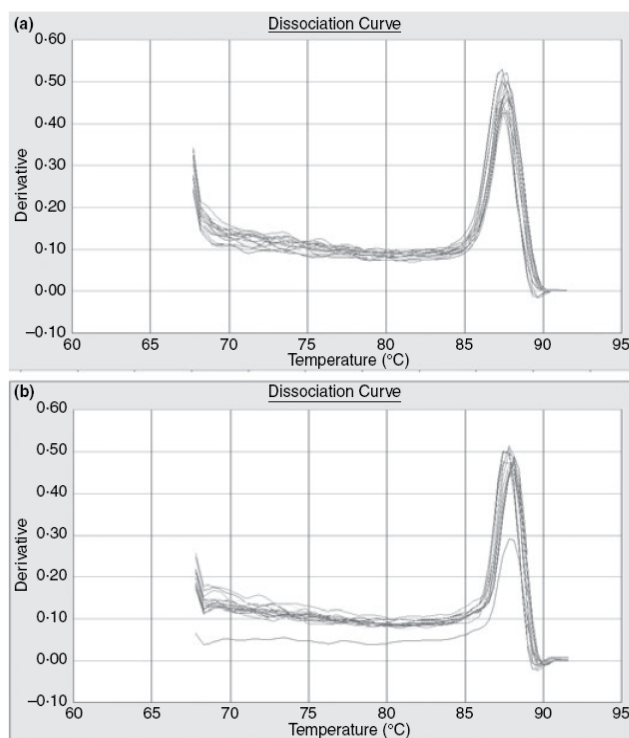 (a) Dissociation Curve
0·60
0·50
0·40
0·30
0·20
0·10
0·00
–0·10
Derivative
60 65 70 75 80 85 90 95
Temperature (°C)
(b) Dissociation Curve
0·60
0·50
0·40
0·30
0·20
0·10
0·00
–0·10
Derivative
60 65 70 75 80 85 90 95
Temperature (°C)